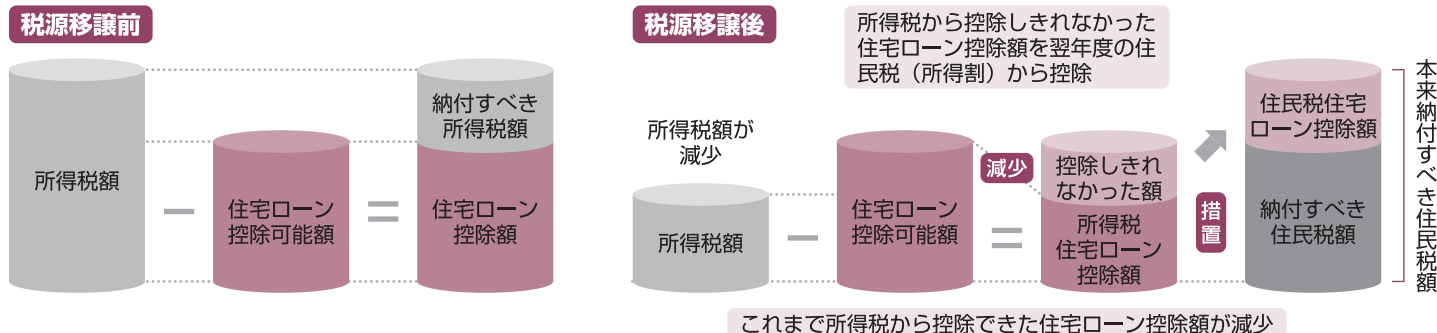 税源移譲前
所得税額
住宅ローン
控除可能額
納付すべき
所得税額
住宅ローン
控除額
税源移譲後
所得税から控除しきれなかった
住宅ローン控除額を翌年度の住
民税（所得割）から控除
所得税額が
減少
所得税額
住宅ローン
控除可能額
減少
控除しきれ
なかった額
所得税
住宅ローン
控除額
措置
住民税住宅
ローン控除額
納付すべき
住民税額
本来納付すべき住民税額
これまで所得税から控除できた住宅ローン控除額が減少